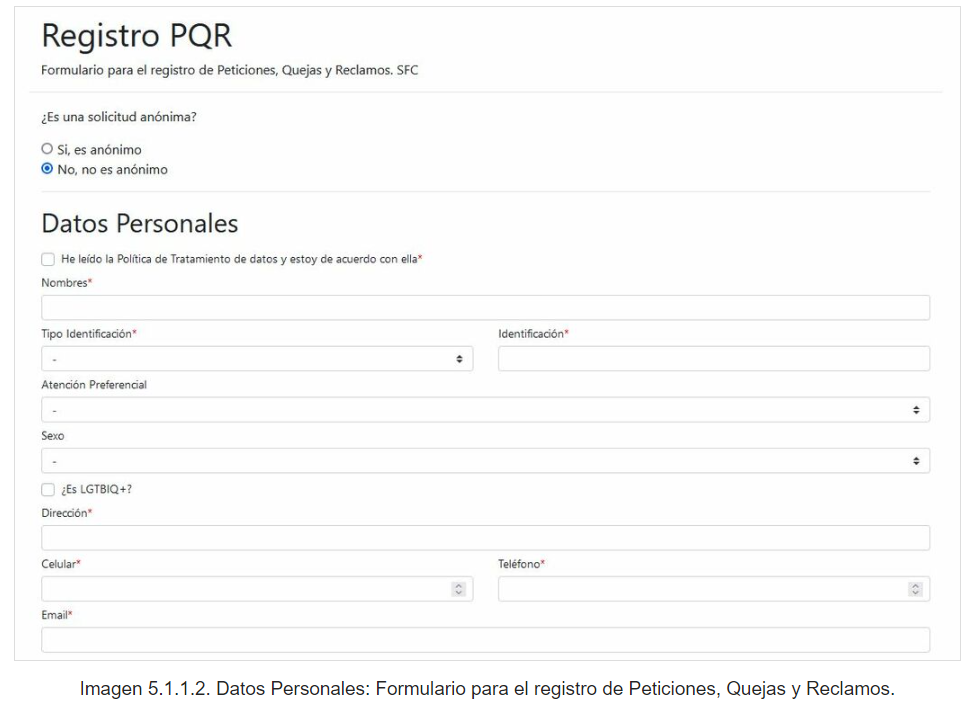 Registro PQR
Formulario para el registro de Peticiones, Quejas y Reclamos. SFC
¿Es una solicitud anónima?
Si, es anónimo
No, no es anónimo
Datos Personales
He leído la Política de Tratamiento de datos y estoy de acuerdo con ella*
Nombres*
Tipo Identificación* Identificación*
-
Atención Preferencial
-
Sexo
-
¿Es LGTBIQ+?
Dirección*
Celular* Teléfono*
Email*
Imagen 5.1.1.2. Datos Personales: Formulario para el registro de Peticiones, Quejas y Reclamos.